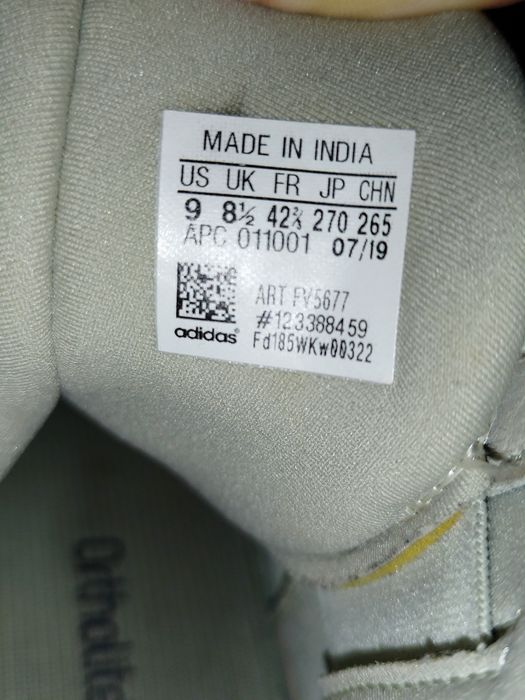 MADE IN INDIA
US UK FR JP CHN
9 8½ 42⅔ 270 265
APC 011001 07/19
ART FV5677
#123388459
adidas
Fd185WKw00322
Ortholite